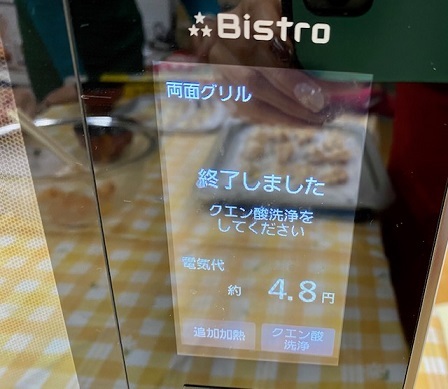 Bistro
両面グリル
終了しました
クエン酸洗浄を
してください
電気代
約 4.8円
追加加熱
クエン酸
洗浄